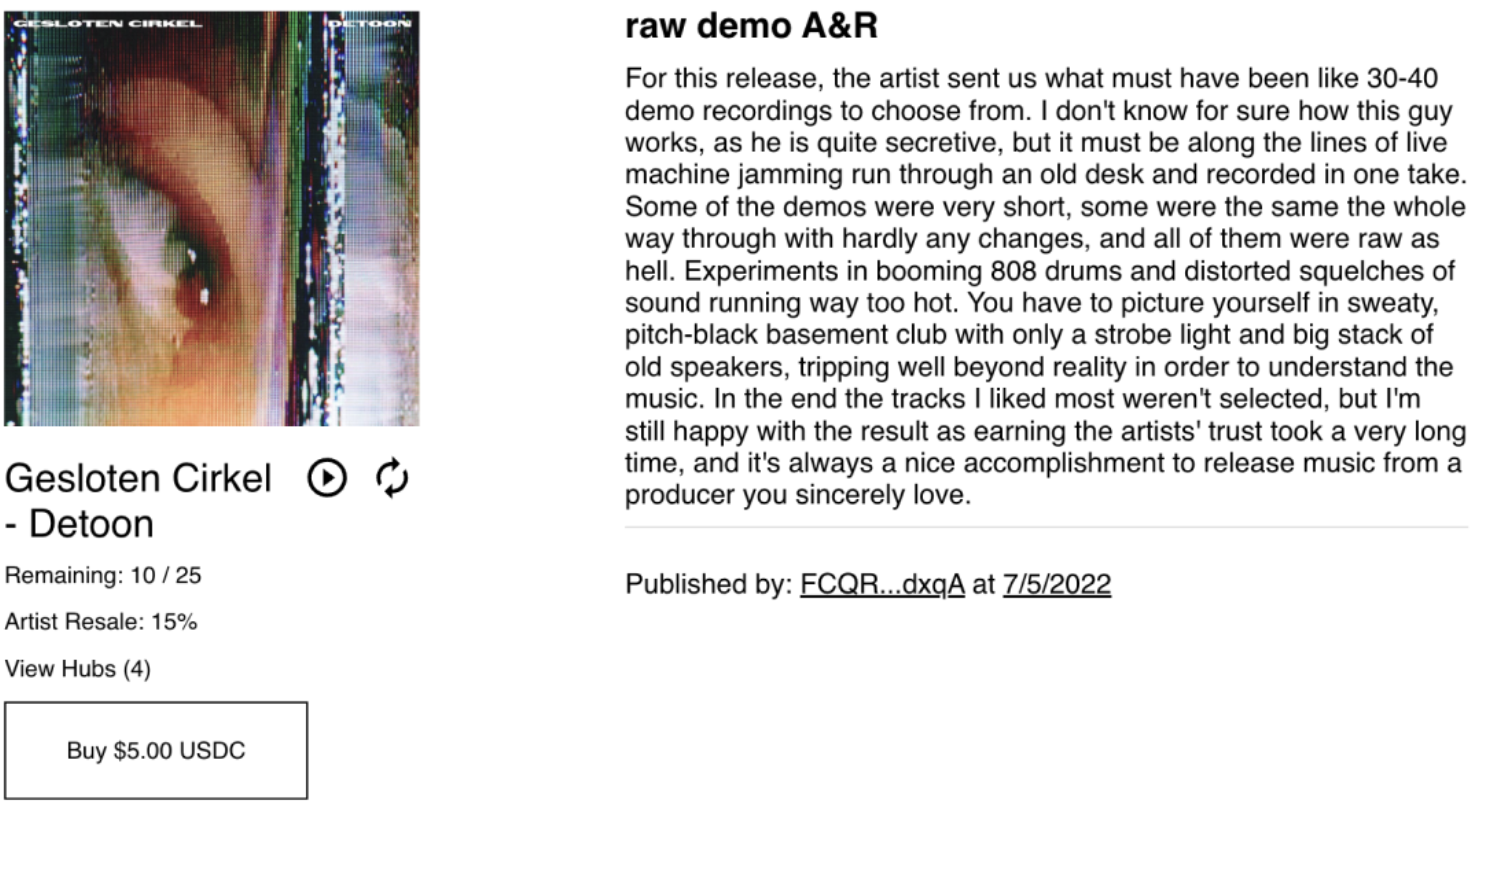 GESLOTEN CIRKEL
DETOON
Gesloten Cirkel
- Detoon
Remaining: 10 / 25
Artist Resale: 15%
View Hubs (4)
Buy $5.00 USDC
raw demo A&R
For this release, the artist sent us what must have been like 30-40
demo recordings to choose from. I don't know for sure how this guy
works, as he is quite secretive, but it must be along the lines of live
machine jamming run through an old desk and recorded in one take.
Some of the demos were very short, some were the same the whole
way through with hardly any changes, and all of them were raw as
hell. Experiments in booming 808 drums and distorted squelches of
sound running way too hot. You have to picture yourself in sweaty,
pitch-black basement club with only a strobe light and big stack of
old speakers, tripping well beyond reality in order to understand the
music. In the end the tracks I liked most weren't selected, but I'm
still happy with the result as earning the artists' trust took a very long
time, and it's always a nice accomplishment to release music from a
producer you sincerely love.
Published by: FCQR...dxqA at 7/5/2022